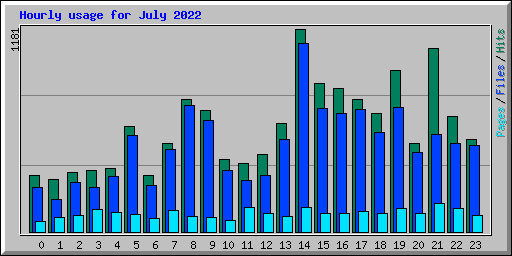 Hourly usage for July 2022
1181
Pages / Files / Hits
0 1 2 3 4 5 6 7 8 9 10 11 12 13 14 15 16 17 18 19 20 21 22 23